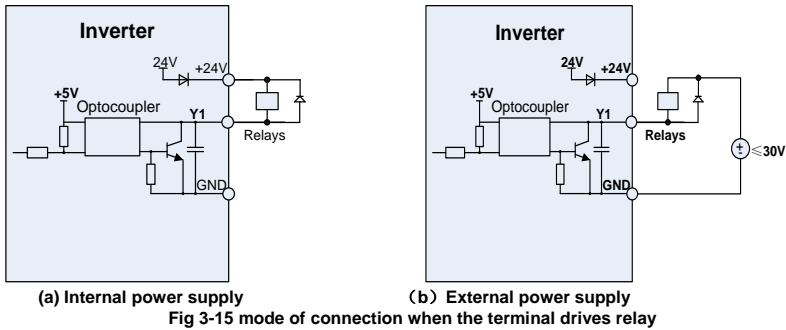 Inverter
24V
+24V
+5V
Optocoupler
Y1
Relays
GND
(a) Internal power supply
Inverter
24V
+24V
+5V
Optocoupler
Y1
Relays
≤30V
GND
（b）External power supply
Fig 3-15 mode of connection when the terminal drives relay